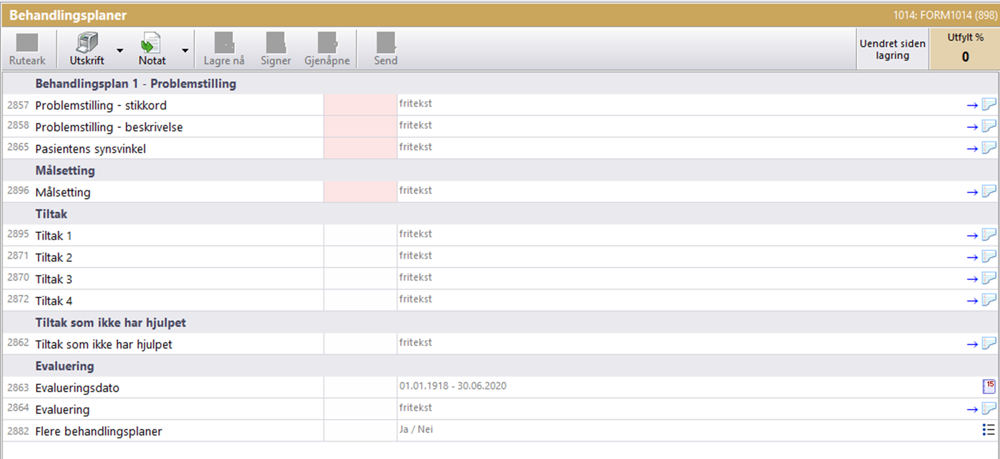 Behandlingsplaner 1014: FORM1014 (898)
Ruteark Utskrift Notat Lagre nå Signer Gjenåpne Send
Uendret siden
lagring
Utfylt %
0
Behandlingsplan 1 - Problemstilling
2857 Problemstilling - stikkord fritekst
2858 Problemstilling - beskrivelse fritekst
2865 Pasientens synsvinkel fritekst
Målsetting
2896 Målsetting fritekst
Tiltak
2895 Tiltak 1 fritekst
2871 Tiltak 2 fritekst
2870 Tiltak 3 fritekst
2872 Tiltak 4 fritekst
Tiltak som ikke har hjulpet
2862 Tiltak som ikke har hjulpet fritekst
Evaluering
2863 Evalueringsdato 01.01.1918 - 30.06.2020 15
2864 Evaluering fritekst
2882 Flere behandlingsplaner Ja / Nei